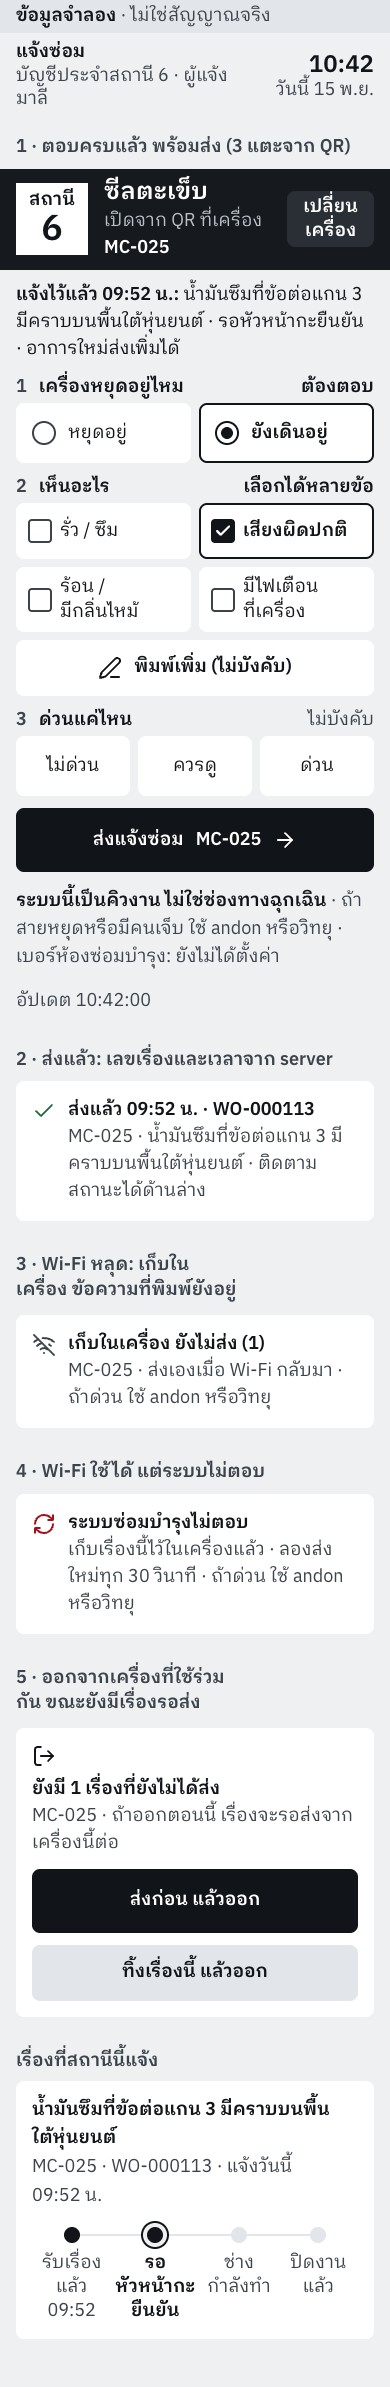 ข้อมูลจำลอง · ไม่ใช่สัญญาณจริง
แจ้งซ่อม
บัญชีประจำสถานี 6 · ผู้แจ้ง
มาลี
10:42
วันนี้ 15 พ.ย.
1 · ตอบครบแล้ว พร้อมส่ง (3 แตะจาก QR)
สถานี
6
ซีลตะเข็บ
เปิดจาก QR ที่เครื่อง
MC-025
เปลี่ยน
เครื่อง
แจ้งไว้แล้ว 09:52 น.: น้ำมันซึมที่ข้อต่อแกน 3
มีคราบบนพื้นใต้หุ่นยนต์ · รอหัวหน้ากะยืนยัน
· อาการใหม่ส่งเพิ่มได้
1 เครื่องหยุดอยู่ไหม ต้องตอบ
หยุดอยู่
ยังเดินอยู่
2 เห็นอะไร เลือกได้หลายข้อ
รั่ว / ซึม
เสียงผิดปกติ
ร้อน /
มีกลิ่นไหม้
มีไฟเตือน
ที่เครื่อง
พิมพ์เพิ่ม (ไม่บังคับ)
3 ด่วนแค่ไหน ไม่บังคับ
ไม่ด่วน
ควรดู
ด่วน
ส่งแจ้งซ่อม MC-025 →
ระบบนี้เป็นคิวงาน ไม่ใช่ช่องทางฉุกเฉิน · ถ้า
สายหยุดหรือมีคนเจ็บ ใช้ andon หรือวิทยุ ·
เบอร์ห้องซ่อมบำรุง: ยังไม่ได้ตั้งค่า
อัปเดต 10:42:00
2 · ส่งแล้ว: เลขเรื่องและเวลาจาก server
ส่งแล้ว 09:52 น. · WO-000113
MC-025 · น้ำมันซึมที่ข้อต่อแกน 3 มี
คราบบนพื้นใต้หุ่นยนต์ · ติดตาม
สถานะได้ด้านล่าง
3 · Wi-Fi หลุด: เก็บใน
เครื่อง ข้อความที่พิมพ์ยังอยู่
เก็บในเครื่อง ยังไม่ส่ง (1)
MC-025 · ส่งเองเมื่อ Wi-Fi กลับมา ·
ถ้าด่วน ใช้ andon หรือวิทยุ
4 · Wi-Fi ใช้ได้ แต่ระบบไม่ตอบ
ระบบซ่อมบำรุงไม่ตอบ
เก็บเรื่องนี้ไว้ในเครื่องแล้ว · ลองส่ง
ใหม่ทุก 30 วินาที · ถ้าด่วน ใช้ andon
หรือวิทยุ
5 · ออกจากเครื่องที่ใช้ร่วม
กัน ขณะยังมีเรื่องรอส่ง
ยังมี 1 เรื่องที่ยังไม่ได้ส่ง
MC-025 · ถ้าออกตอนนี้ เรื่องจะรอส่งจาก
เครื่องนี้ต่อ
ส่งก่อน แล้วออก
ทิ้งเรื่องนี้ แล้วออก
เรื่องที่สถานีนี้แจ้ง
น้ำมันซึมที่ข้อต่อแกน 3 มีคราบบนพื้น
ใต้หุ่นยนต์
MC-025 · WO-000113 · แจ้งวันนี้
09:52 น.
รับเรื่อง
แล้ว
09:52
รอ
หัวหน้ากะ
ยืนยัน
ช่าง
กำลังทำ
ปิดงาน
แล้ว